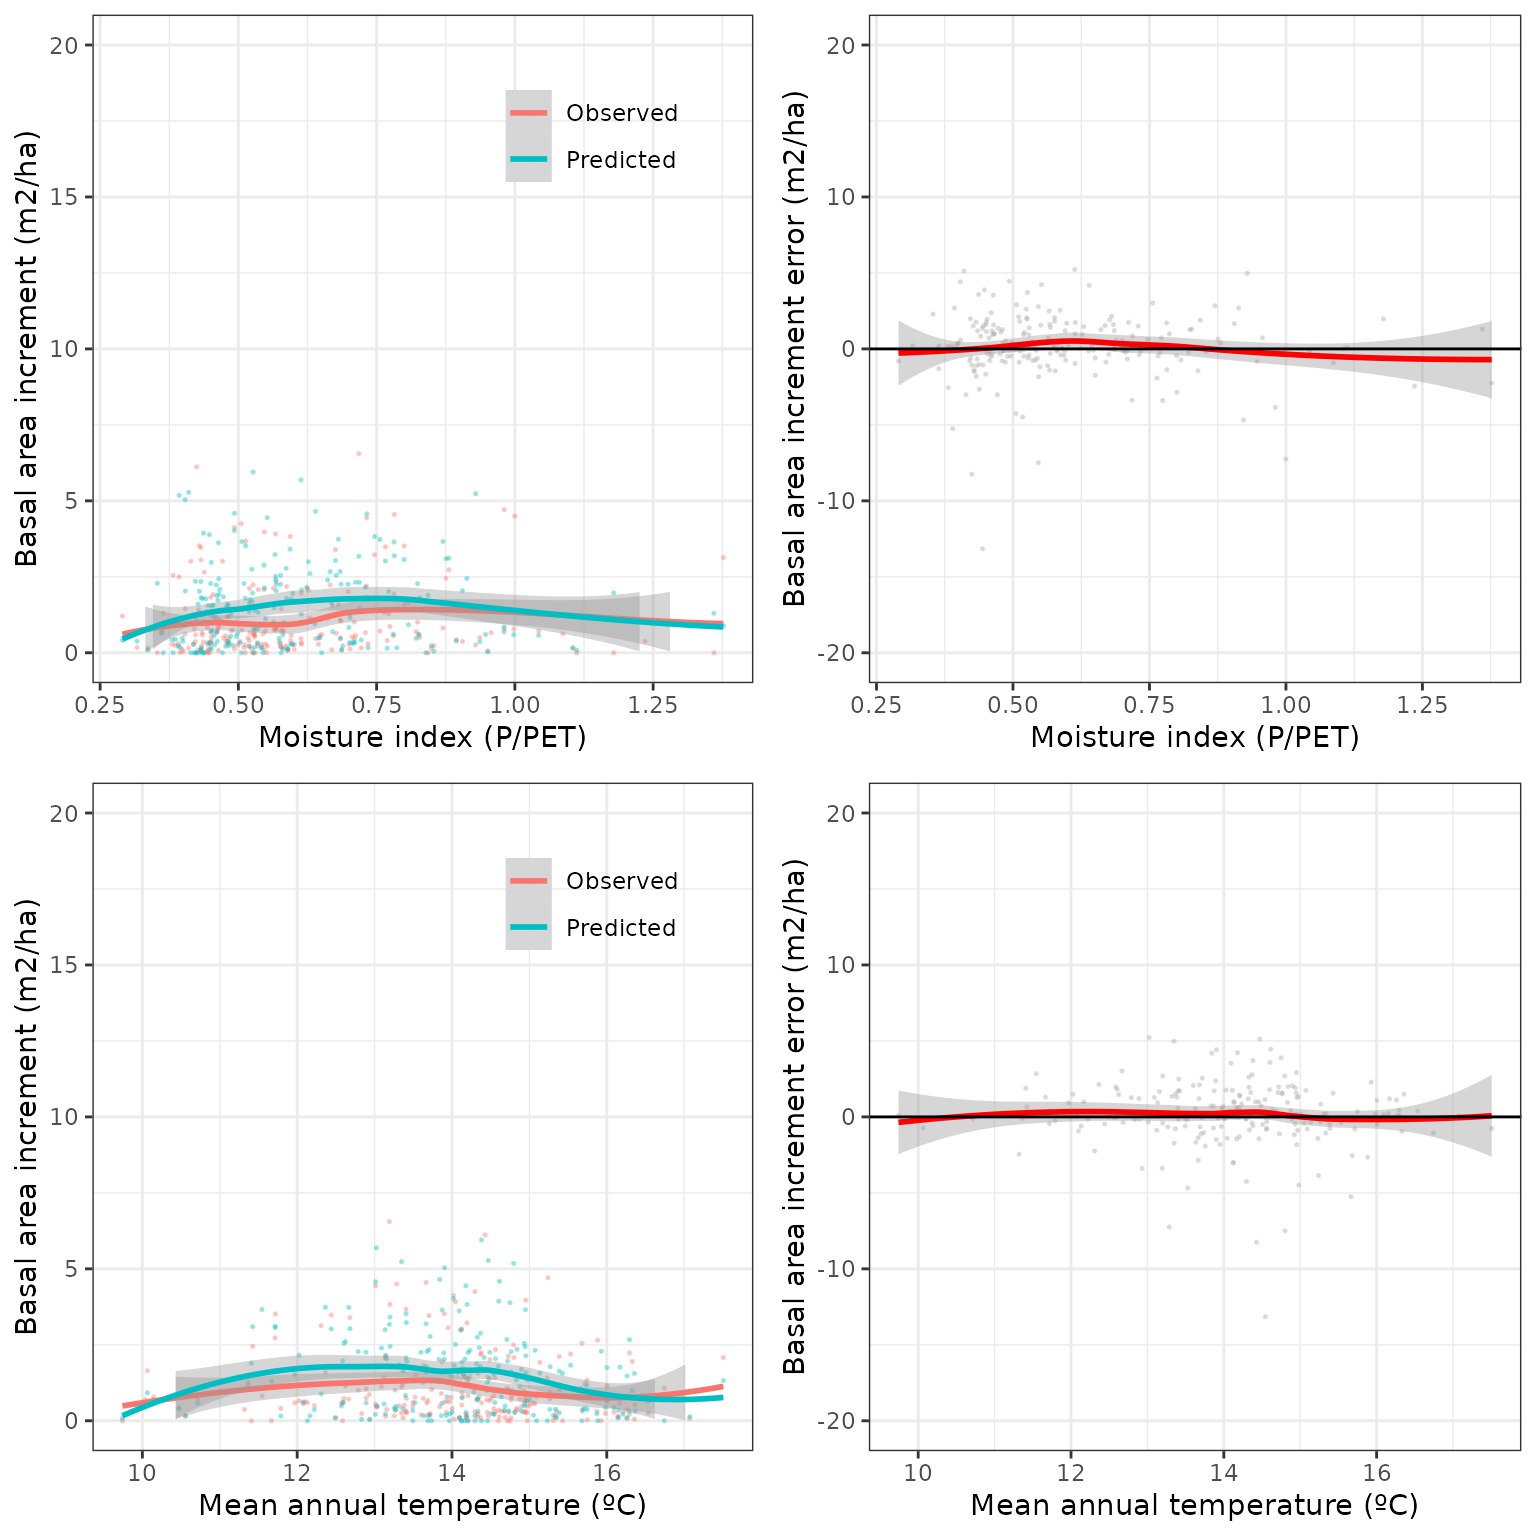 Basal area increment (m2/ha)
20
15
10
5
0
Observed
Predicted
0.25 0.50 0.75 1.00 1.25
Moisture index (P/PET)
Basal area increment error (m2/ha)
20
10
0
-10
-20
0.25 0.50 0.75 1.00 1.25
Moisture index (P/PET)
Basal area increment (m2/ha)
20
15
10
5
0
Observed
Predicted
10 12 14 16
Mean annual temperature (ºC)
Basal area increment error (m2/ha)
20
10
0
-10
-20
10 12 14 16
Mean annual temperature (ºC)